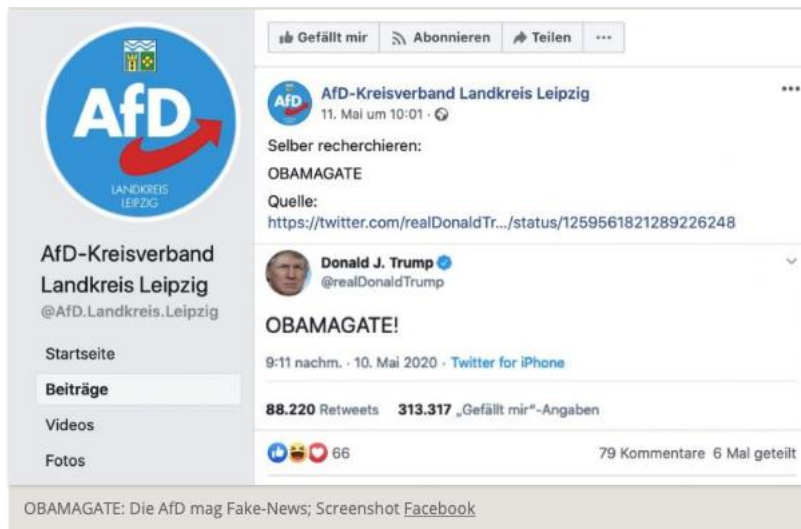 AfD
LANDKREIS
LEIPZIG
AfD-Kreisverband
Landkreis Leipzig
@AfD.Landkreis.Leipzig
Startseite
Beiträge
Videos
Fotos
Gefällt mir Abonnieren Teilen ...
AfD
AfD-Kreisverband Landkreis Leipzig
11. Mai um 10:01 ·
Selber recherchieren:
OBAMAGATE
Quelle:
https://twitter.com/realDonaldTr.../status/1259561821289226248
Donald J. Trump
@realDonaldTrump
OBAMAGATE!
9:11 nachm. · 10. Mai 2020 · Twitter for iPhone
88.220 Retweets 313.317 „Gefällt mir“-Angaben
66 79 Kommentare 6 Mal geteilt
OBAMAGATE: Die AfD mag Fake-News; Screenshot Facebook